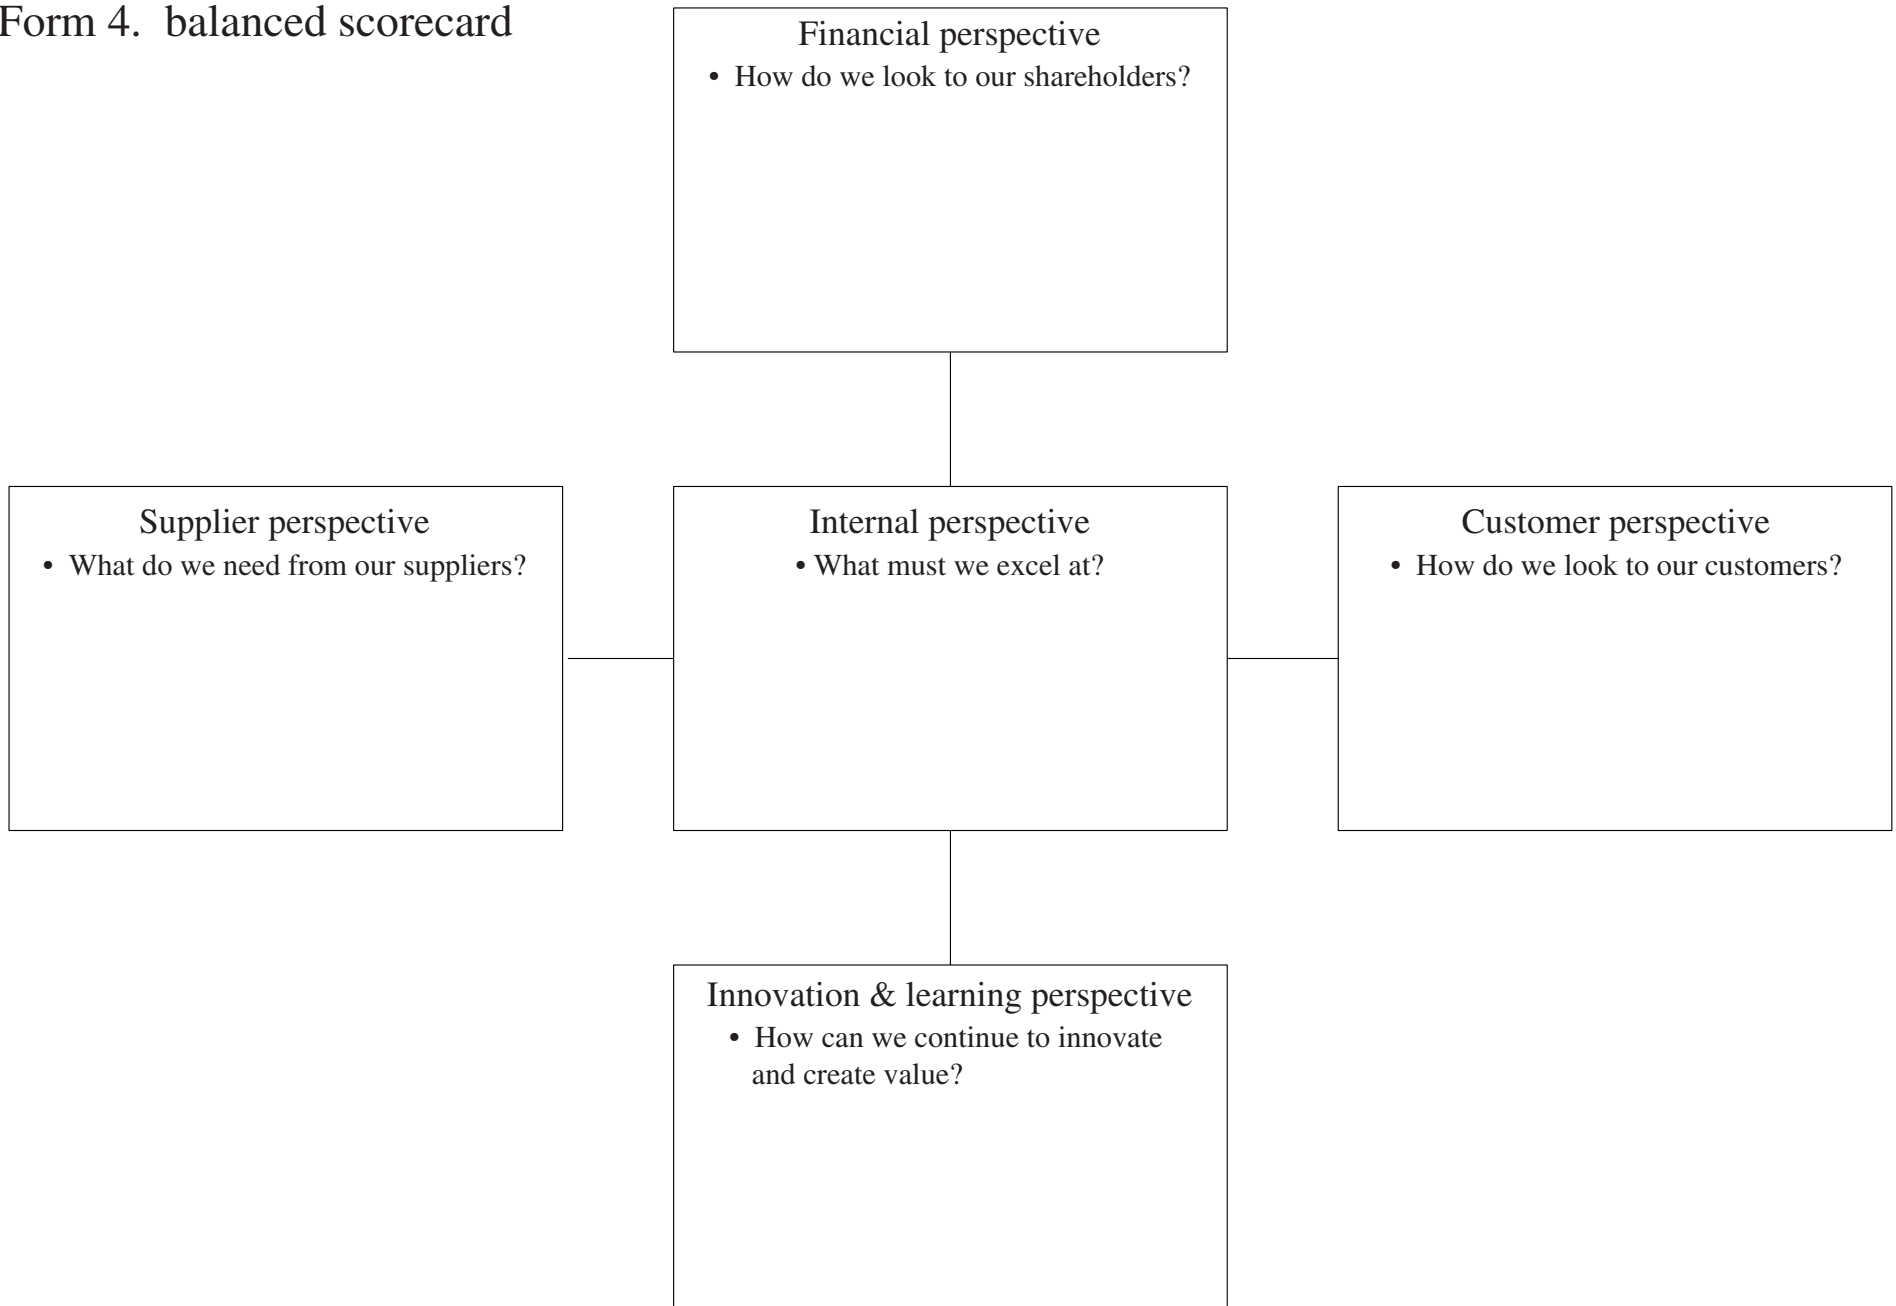 Form 4. balanced scorecard
Financial perspective
• How do we look to our shareholders?
Supplier perspective
• What do we need from our suppliers?
Internal perspective
• What must we excel at?
Customer perspective
• How do we look to our customers?
Innovation & learning perspective
• How can we continue to innovate
and create value?